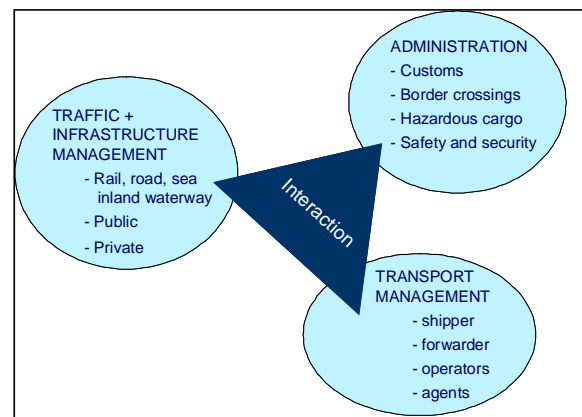 ADMINISTRATION
- Customs
- Border crossings
- Hazardous cargo
- Safety and security
TRAFFIC +
INFRASTRUCTURE
MANAGEMENT
- Rail, road, sea
inland waterway
- Public
- Private
Interaction
TRANSPORT
MANAGEMENT
- shipper
- forwarder
- operators
- agents